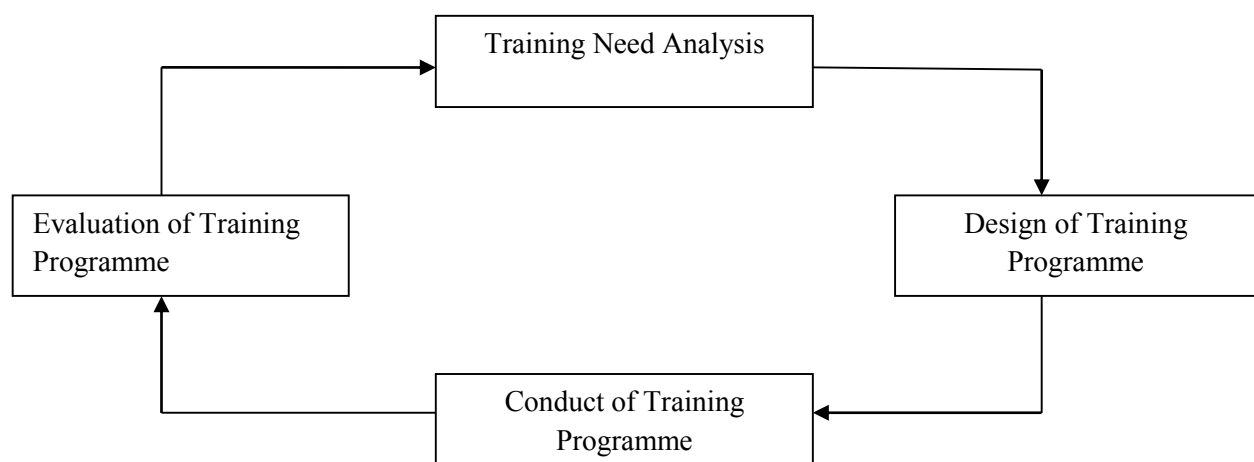 Training Need Analysis
Evaluation of Training
Programme
Design of Training
Programme
Conduct of Training
Programme